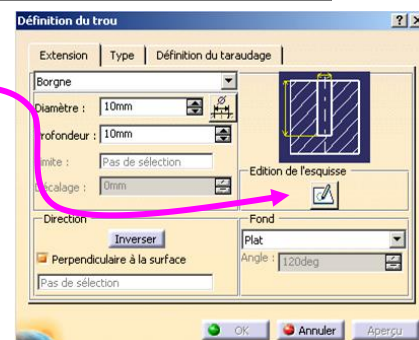 Définition du trou
Extension Type Définition du taraudage
Borgne
Diamètre : 10mm
rofondeur : 10mm
imite : Pas de sélection
écalage : 0mm
Edition de l'esquisse
Direction
Inverser
Perpendiculaire à la surface
Pas de sélection
Fond
Plat
Angle : 120deg
OK Annuler Aperçu